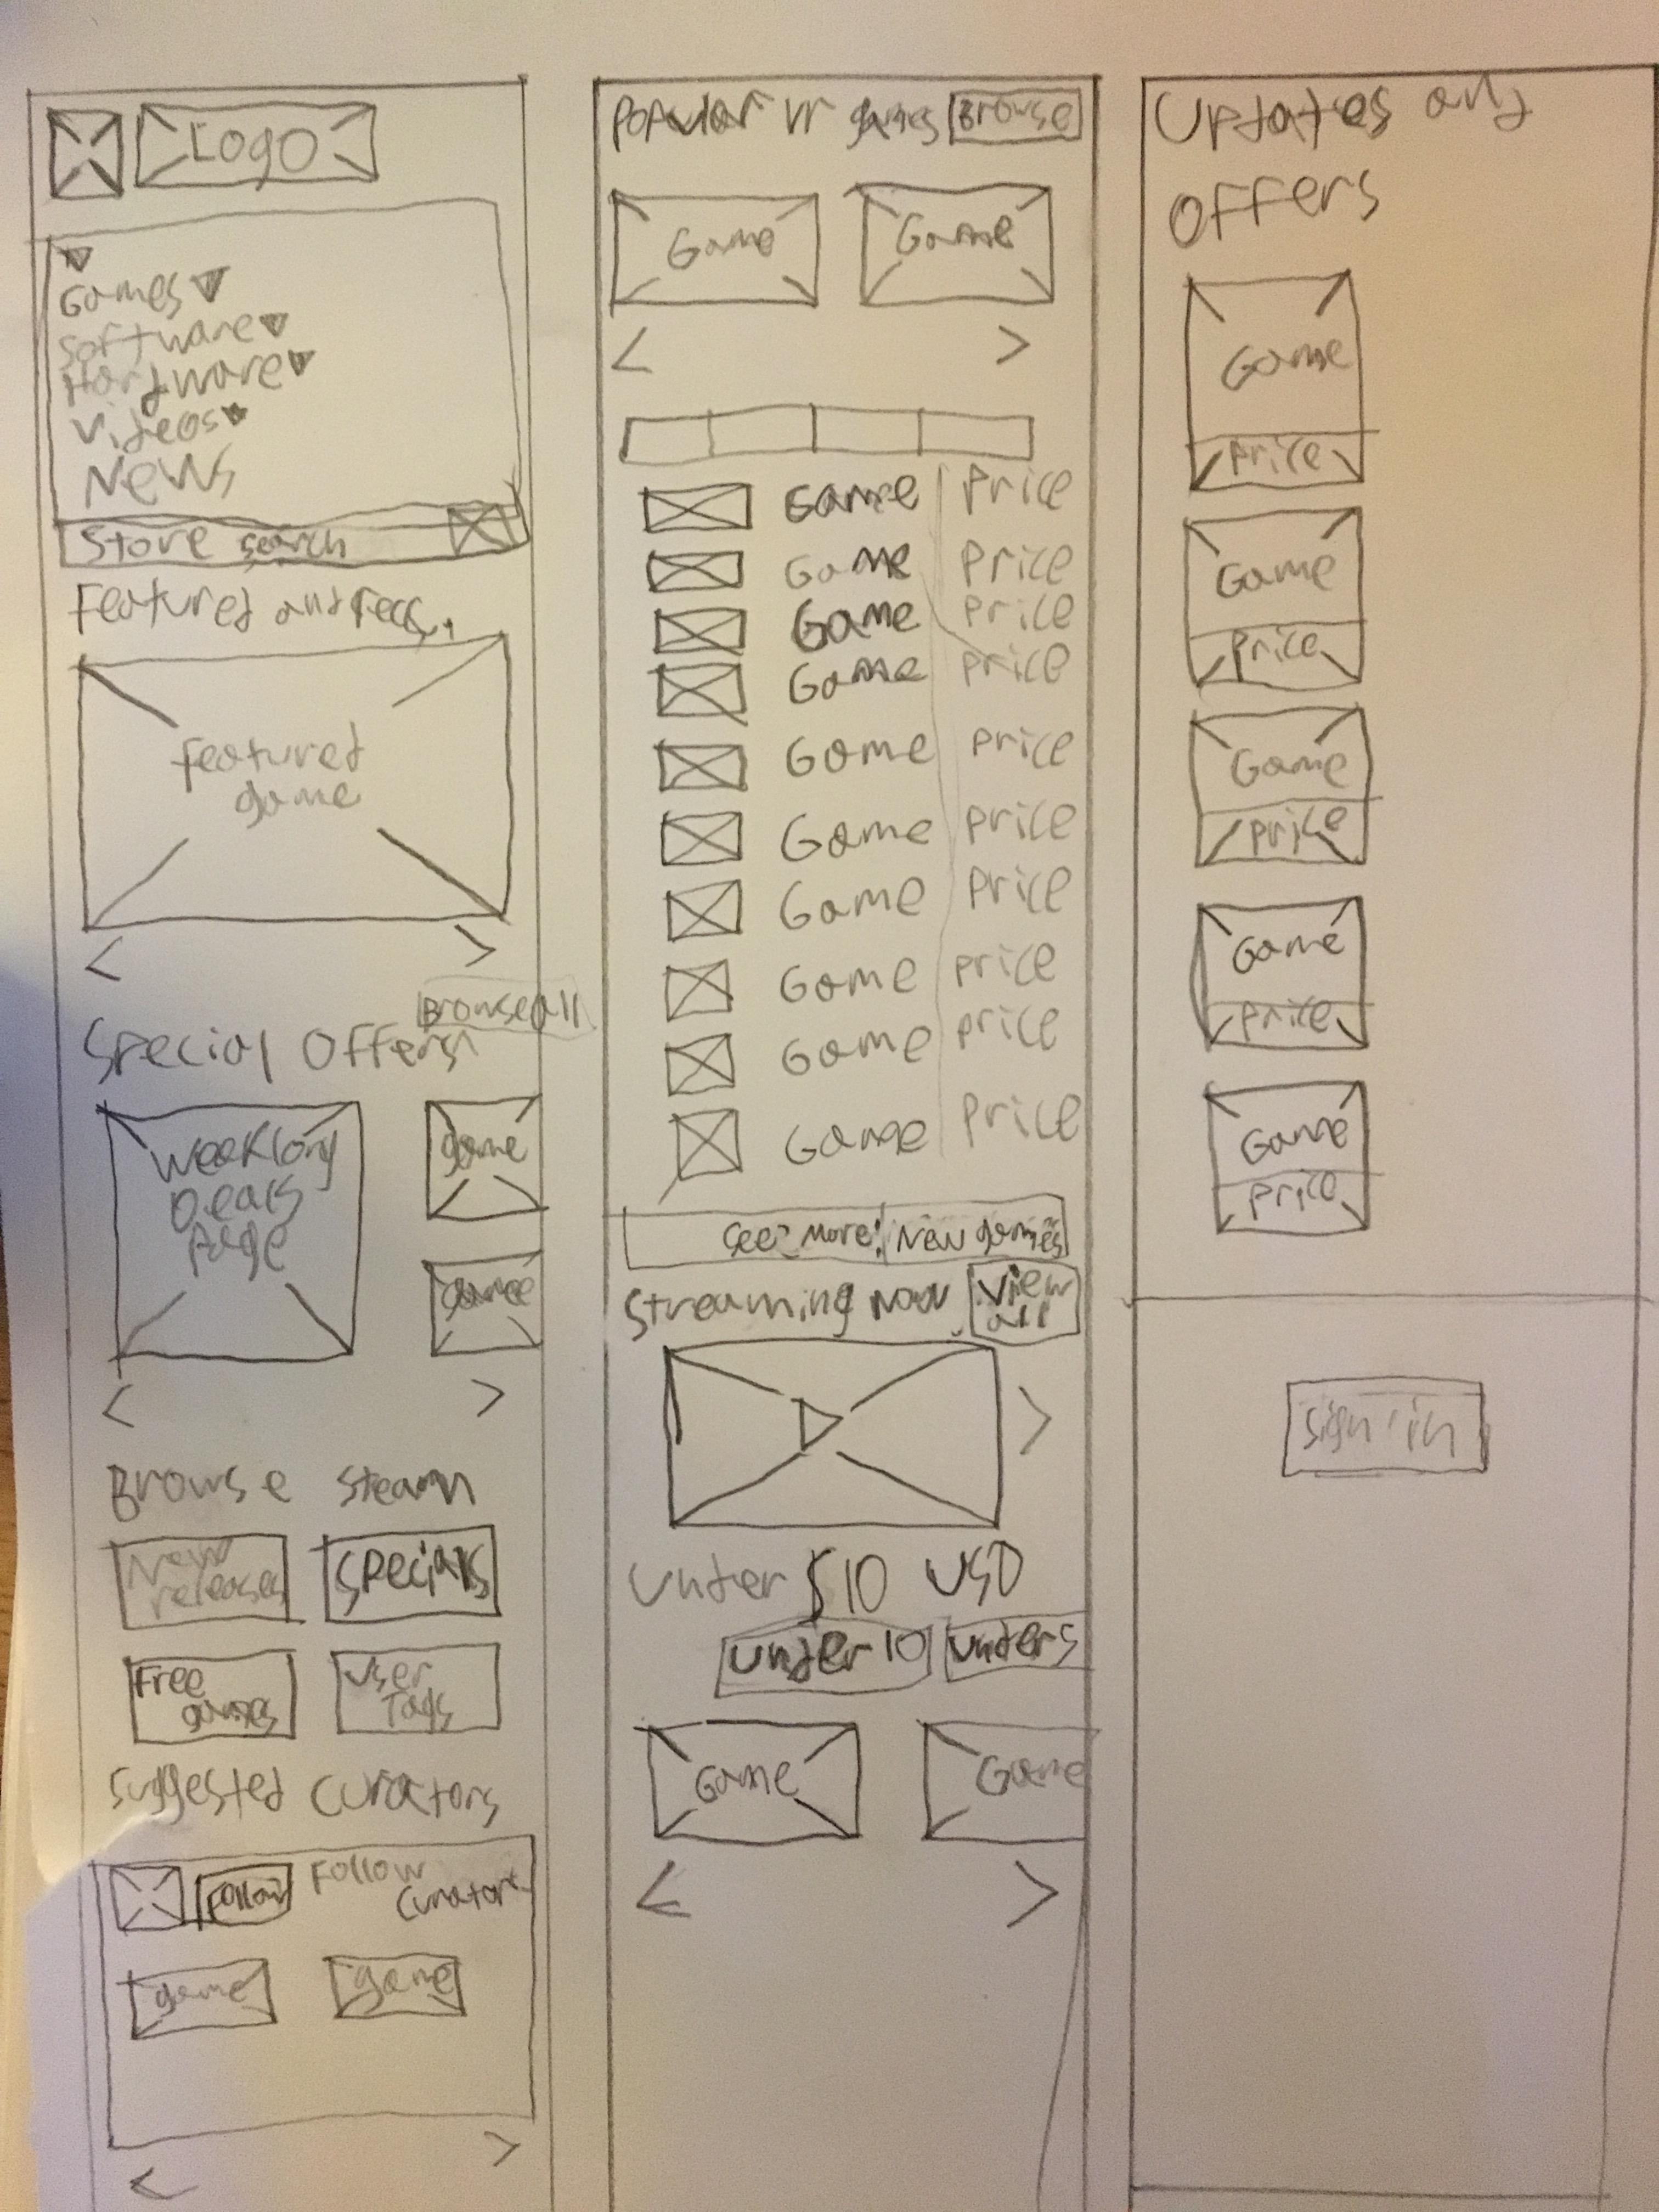 Logo
Games
Software
Hardware
Videos
News
Store search
Featured and recc..
Featured
game
Browse all
Special Offers
Weeklong
Deals
Page
game
game
Browse Steam
New
releases
Specials
Free
games
User
Tags
Suggested Curators
Follow
Follow
Curators
game
game
Popular vr games
Browse
Game
Game
Game
Price
Game
Price
Game
Price
Game
Price
Game
Price
Game
Price
Game
Price
Game
Price
Game
Price
Game
Price
See more:
New games
Streaming now
View
all
Under $10 USD
Under 10
Under 5
Game
Game
Updates and
Offers
Game
Price
Game
Price
Game
Price
Game
Price
Game
Price
Sign in